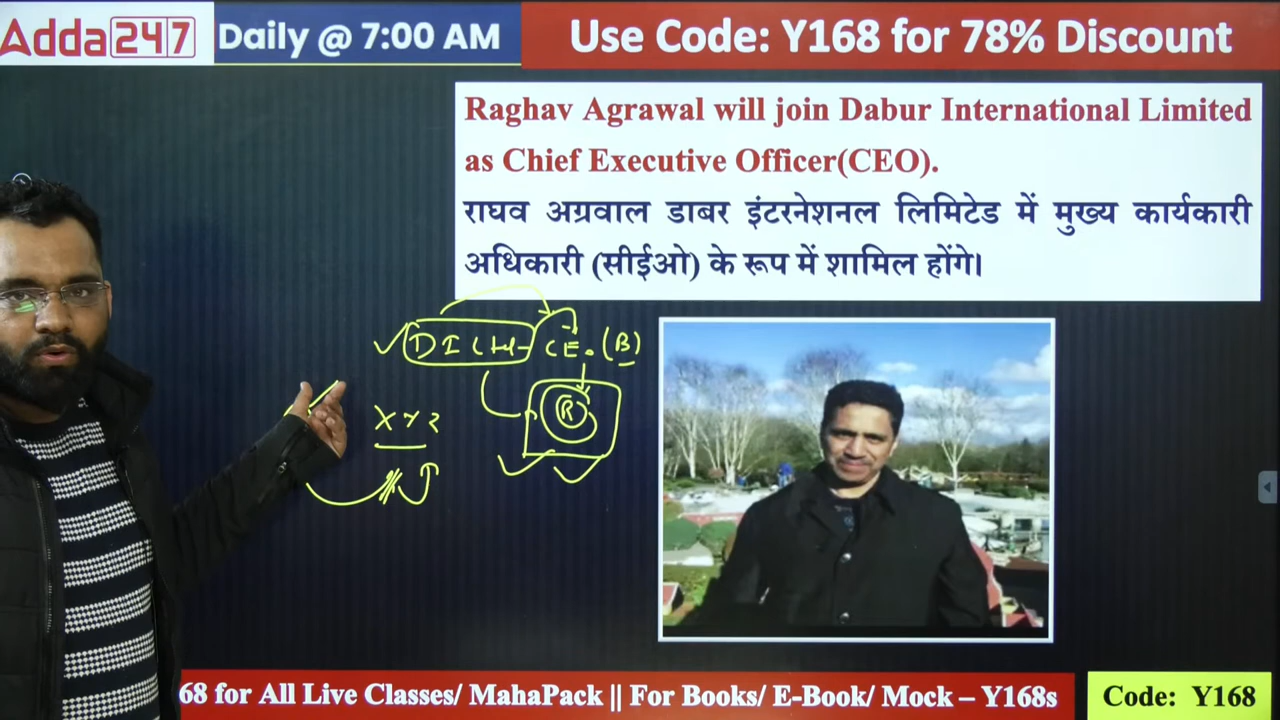 Adda247
Daily @ 7:00 AM
Use Code: Y168 for 78% Discount
Raghav Agrawal will join Dabur International Limited
as Chief Executive Officer(CEO).
राघव अग्रवाल डाबर इंटरनेशनल लिमिटेड में मुख्य कार्यकारी
अधिकारी (सीईओ) के रूप में शामिल होंगे।
(B)
R
XYZ
68 for All Live Classes/ MahaPack || For Books/ E-Book/ Mock – Y168s
Code: Y168